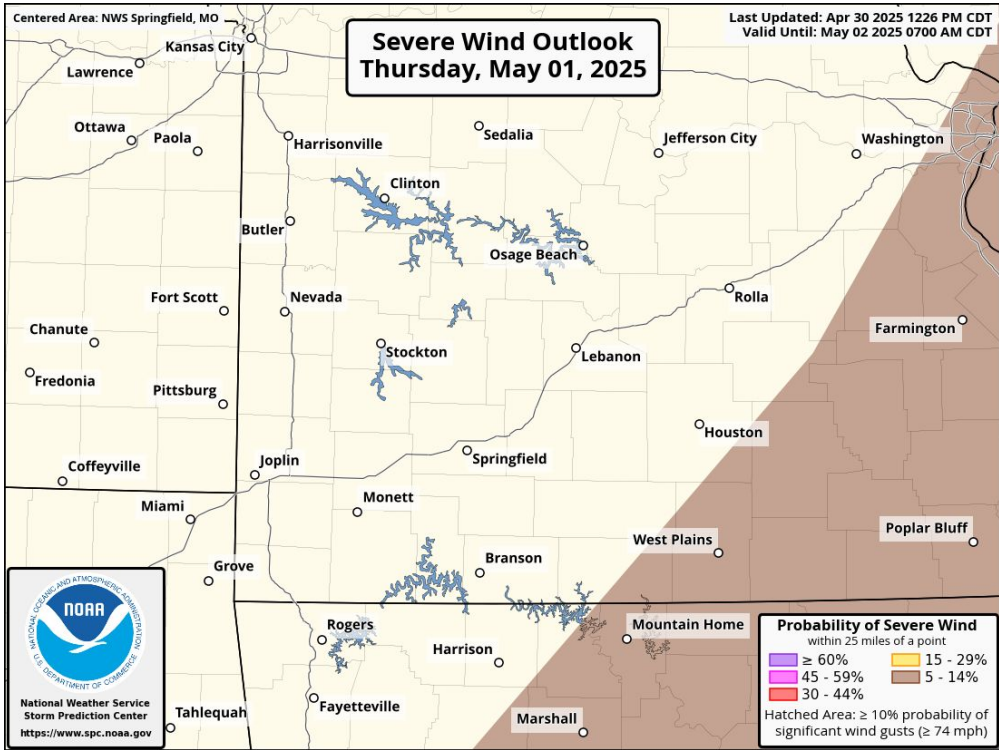 Centered Area: NWS Springfield, MO
Severe Wind Outlook
Thursday, May 01, 2025
Last Updated: Apr 30 2025 1226 PM CDT
Valid Until: May 02 2025 0700 AM CDT
Kansas City
Lawrence
Ottawa
Paola
Harrisonville
Sedalia
Jefferson City
Washington
Clinton
Butler
Osage Beach
Fort Scott
Nevada
Rolla
Chanute
Stockton
Lebanon
Farmington
Fredonia
Pittsburg
Houston
Coffeyville
Joplin
Springfield
Miami
Monett
West Plains
Poplar Bluff
Grove
Branson
Rogers
Harrison
Mountain Home
Tahlequah
Fayetteville
Marshall
NATIONAL OCEANIC AND ATMOSPHERIC ADMINISTRATION
NOAA
U.S. DEPARTMENT OF COMMERCE
National Weather Service
Storm Prediction Center
https://www.spc.noaa.gov
Probability of Severe Wind
within 25 miles of a point
≥ 60% 15 - 29%
45 - 59% 5 - 14%
30 - 44%
Hatched Area: ≥ 10% probability of
significant wind gusts (≥ 74 mph)